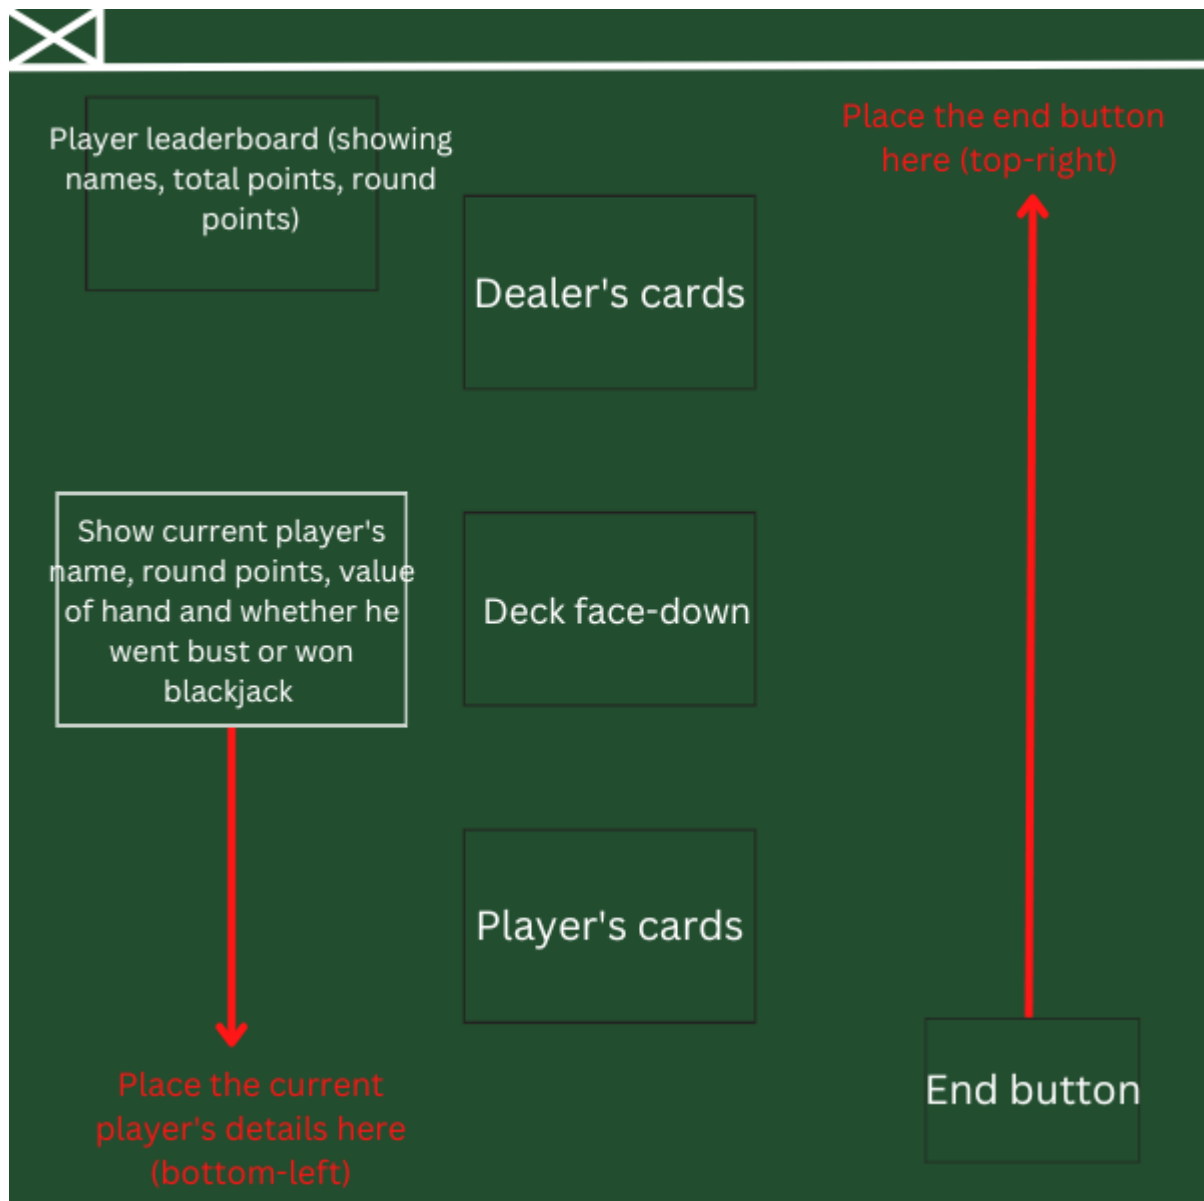 Player leaderboard (showing
names, total points, round
points)
Place the end button
here (top-right)
Dealer's cards
Show current player's
name, round points, value
of hand and whether he
went bust or won
blackjack
Deck face-down
Player's cards
Place the current
player's details here
(bottom-left)
End button